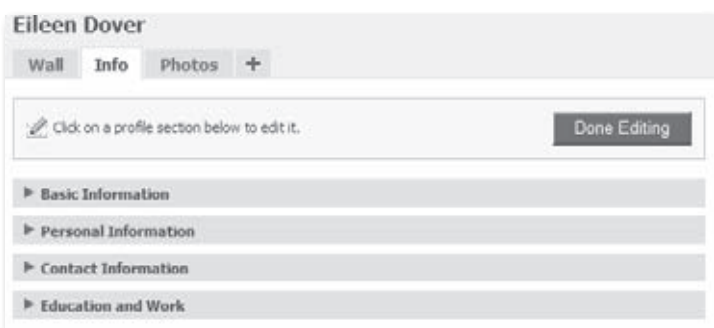 Eileen Dover
Wall Info Photos +
Click on a profile section below to edit it. Done Editing
Basic Information
Personal Information
Contact Information
Education and Work